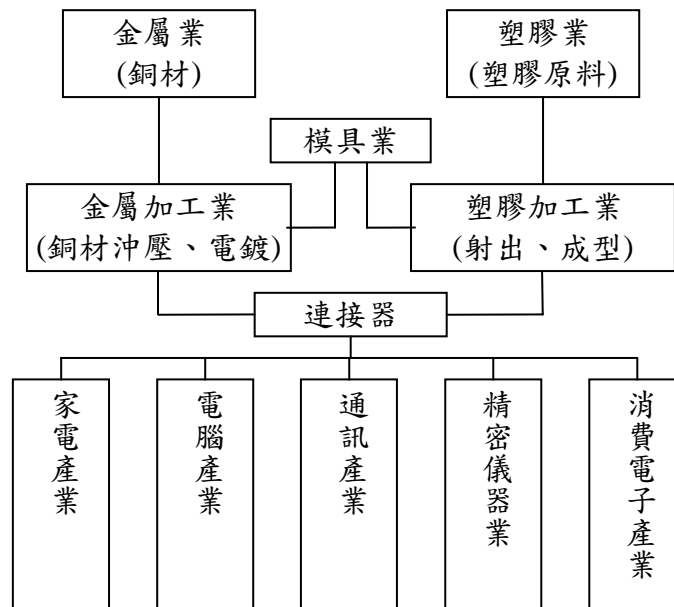 金屬業
(銅材)
塑膠業
(塑膠原料)
模具業
金屬加工業
(銅材沖壓、電鍍)
塑膠加工業
(射出、成型)
連接器
家電產業
電腦產業
通訊產業
精密儀器業
消費電子產業